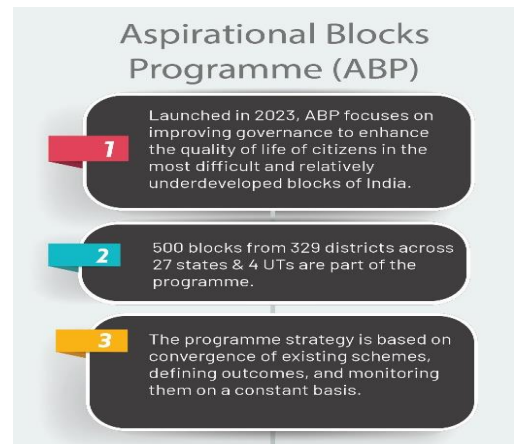 Aspirational Blocks
Programme (ABP)
1
Launched in 2023, ABP focuses on
improving governance to enhance
the quality of life of citizens in the
most difficult and relatively
underdeveloped blocks of India.
2
500 blocks from 329 districts across
27 states & 4 UTs are part of the
programme.
3
The programme strategy is based on
convergence of existing schemes,
defining outcomes, and monitoring
them on a constant basis.